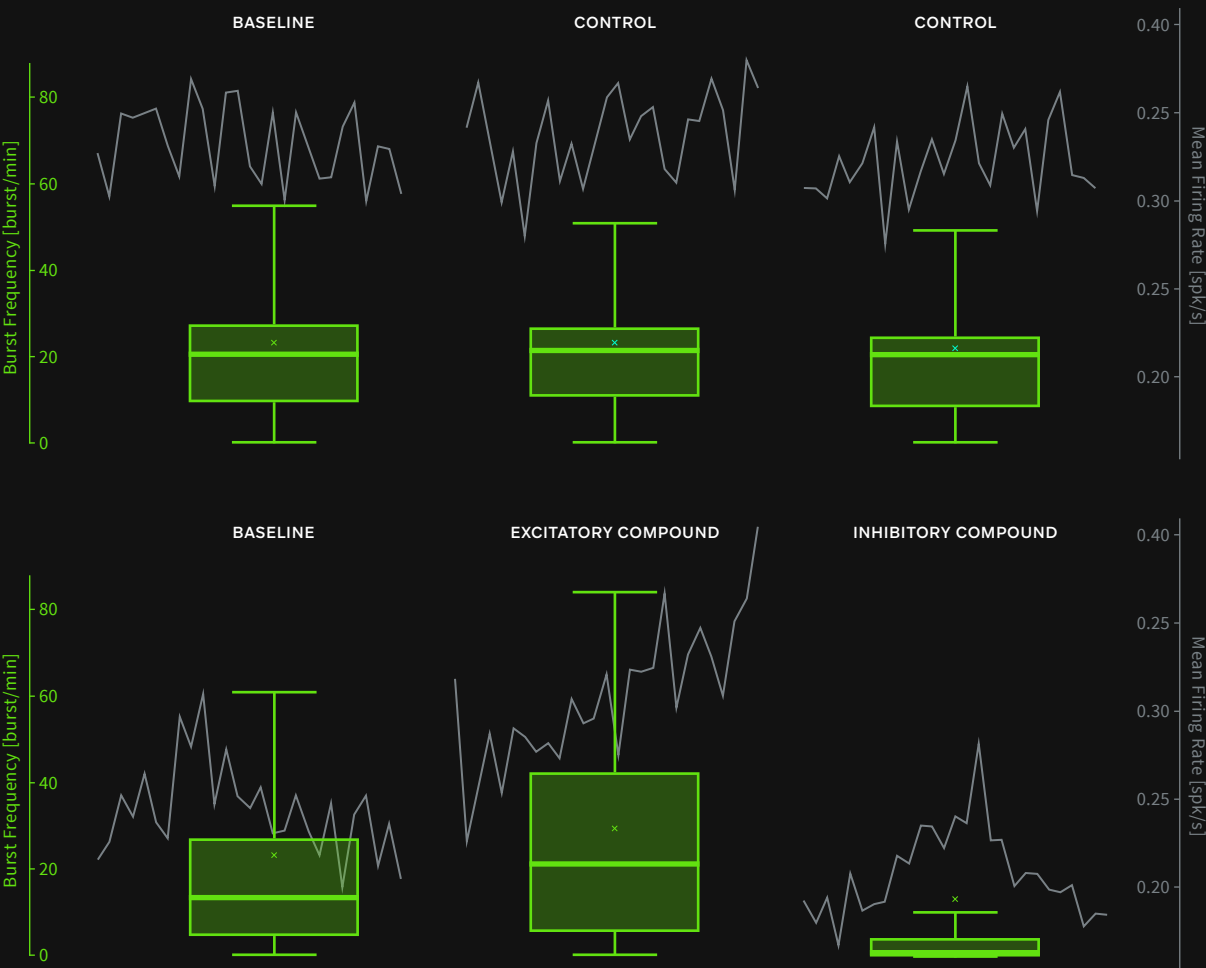 BASELINE
CONTROL
CONTROL
Burst Frequency [burst/min]
80
60
40
20
0
0.40
0.25
0.30
0.25
0.20
Mean Firing Rate [spk/s]
BASELINE
EXCITATORY COMPOUND
INHIBITORY COMPOUND
Burst Frequency [burst/min]
80
60
40
20
0
0.40
0.25
0.30
0.25
0.20
Mean Firing Rate [spk/s]